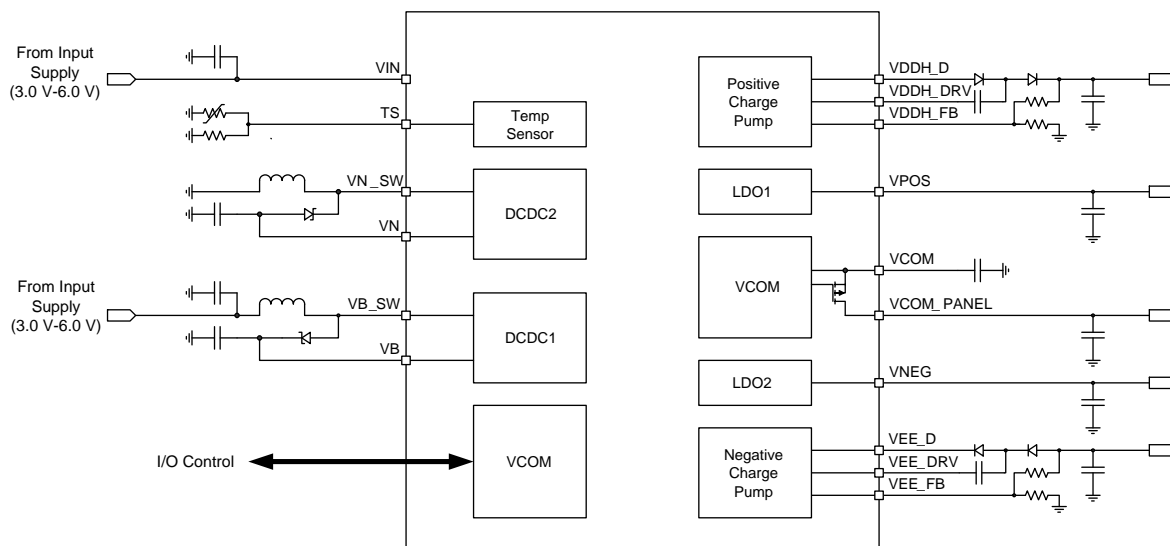 From Input
Supply
(3.0 V-6.0 V)
VIN
TS
Temp
Sensor
VN_SW
VN
DCDC2
From Input
Supply
(3.0 V-6.0 V)
VB_SW
VB
DCDC1
I/O Control
VCOM
Positive
Charge
Pump
VDDH_D
VDDH_DRV
VDDH_FB
LDO1
VPOS
VCOM
VCOM
VCOM_PANEL
LDO2
VNEG
Negative
Charge
Pump
VEE_D
VEE_DRV
VEE_FB